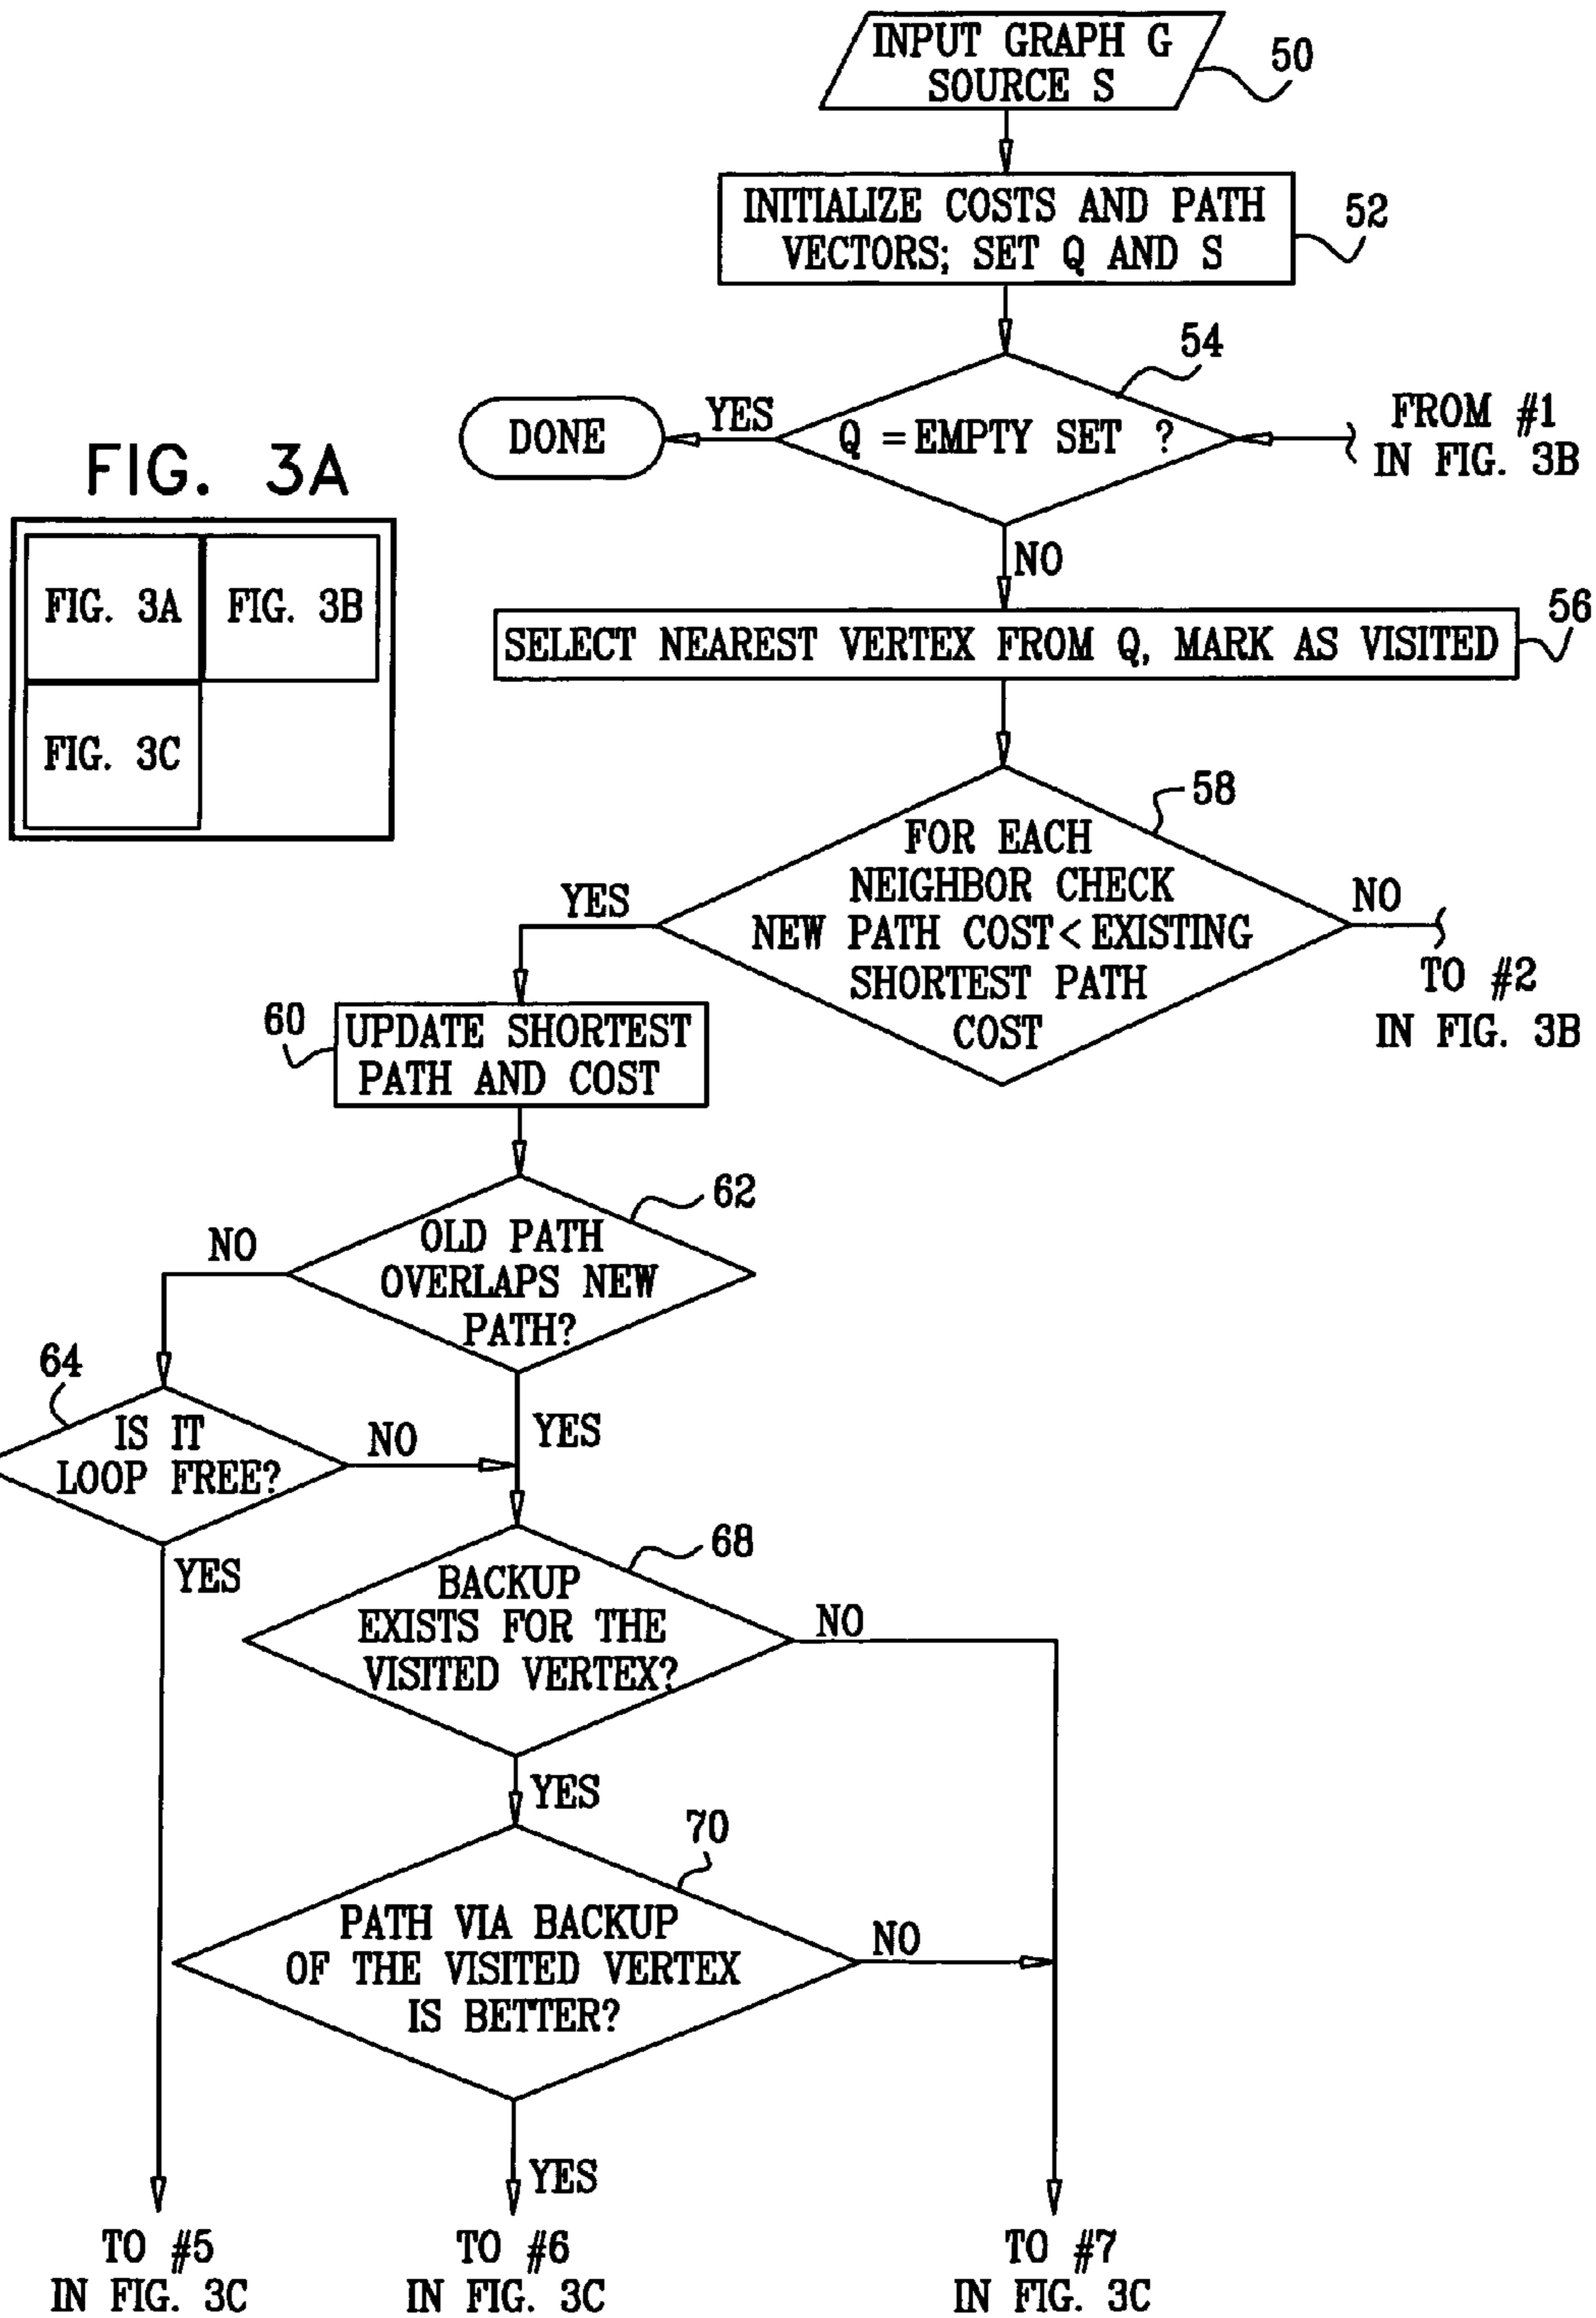 INPUT GRAPH G
SOURCE S
50
INITIALIZE COSTS AND PATH
VECTORS; SET Q AND S
52
54
DONE
YES
Q = EMPTY SET ?
FROM #1
IN FIG. 3B
FIG. 3A
FIG. 3A
FIG. 3B
FIG. 3C
NO
SELECT NEAREST VERTEX FROM Q, MARK AS VISITED
56
58
FOR EACH
NEIGHBOR CHECK
NEW PATH COST < EXISTING
SHORTEST PATH
COST
YES
NO
TO #2
IN FIG. 3B
60
UPDATE SHORTEST
PATH AND COST
62
OLD PATH
OVERLAPS NEW
PATH?
NO
YES
64
IS IT
LOOP FREE?
NO
YES
68
BACKUP
EXISTS FOR THE
VISITED VERTEX?
NO
YES
70
PATH VIA BACKUP
OF THE VISITED VERTEX
IS BETTER?
NO
YES
TO #5
IN FIG. 3C
TO #6
IN FIG. 3C
TO #7
IN FIG. 3C